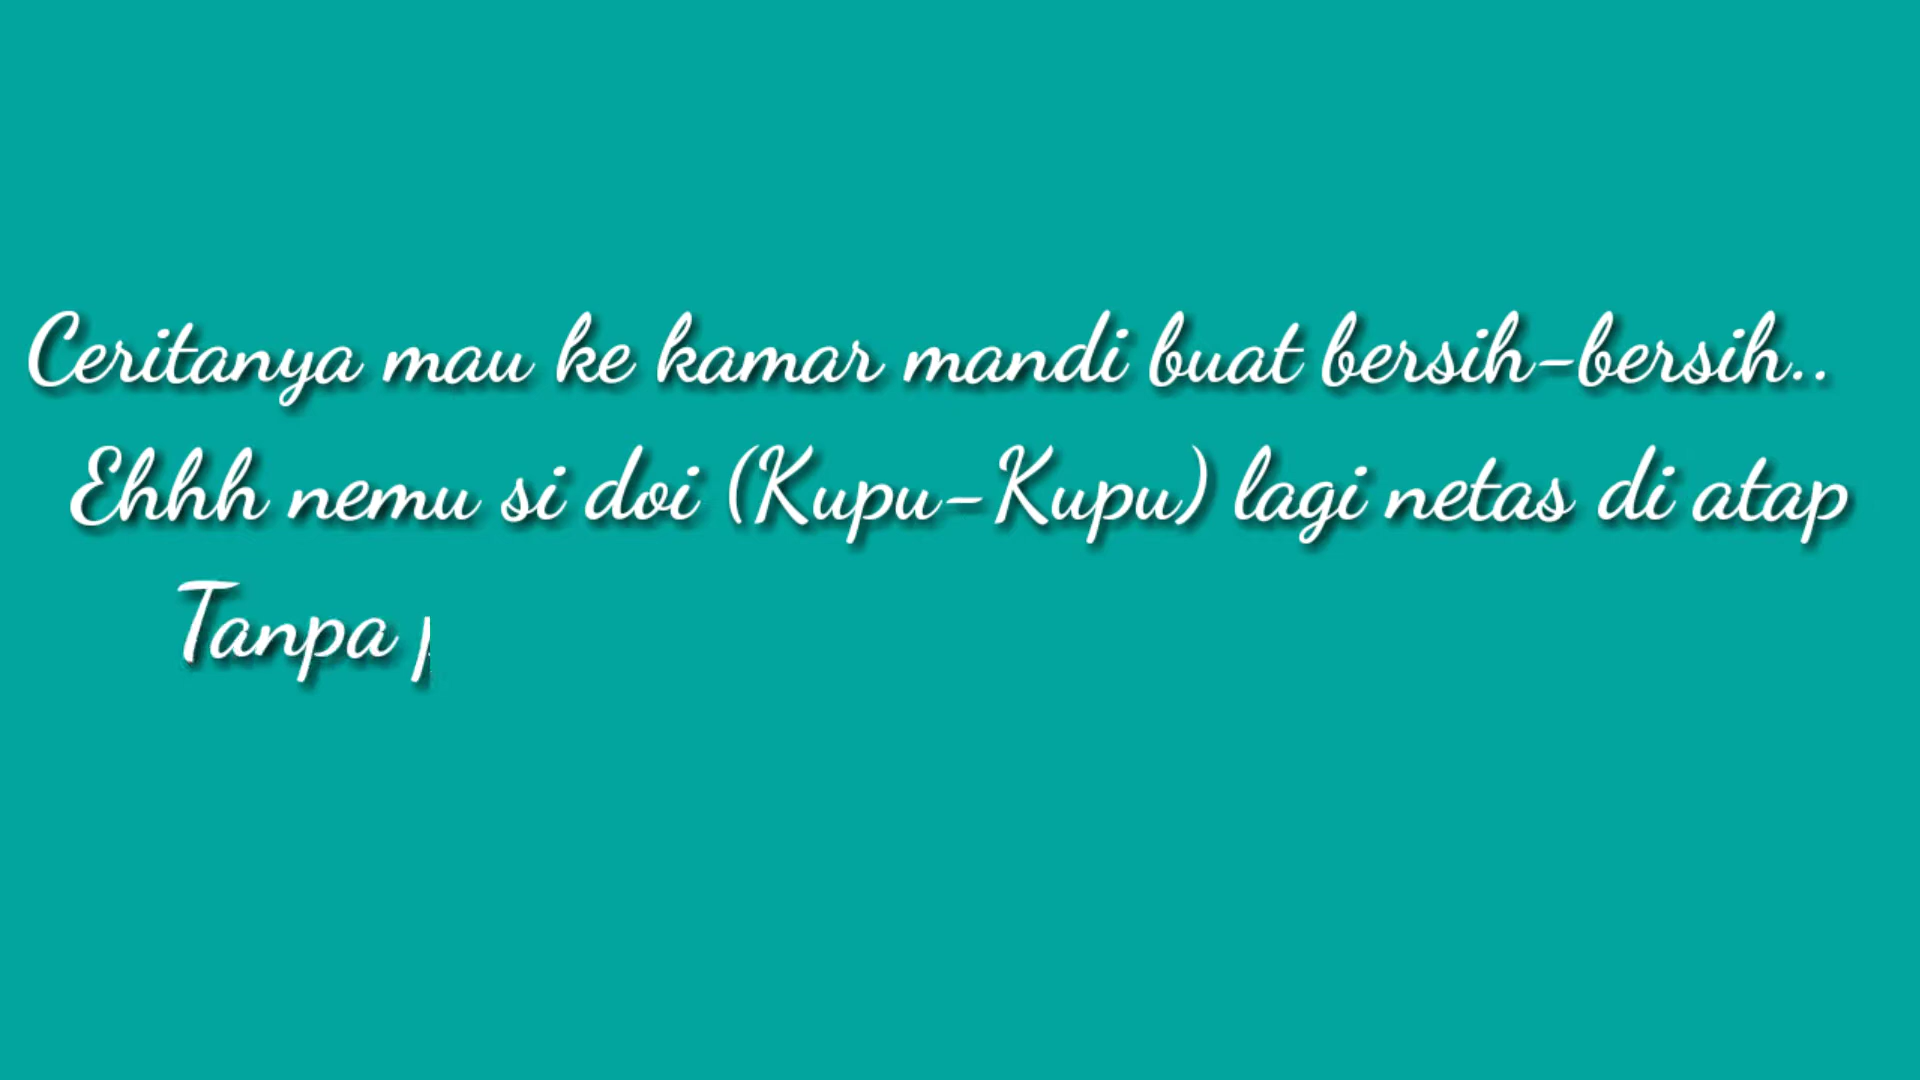 Ceritanya mau ke kamar mandi buat bersih-bersih..
Ehhh nemu si doi (Kupu-Kupu) lagi netas di atap
Tanpa